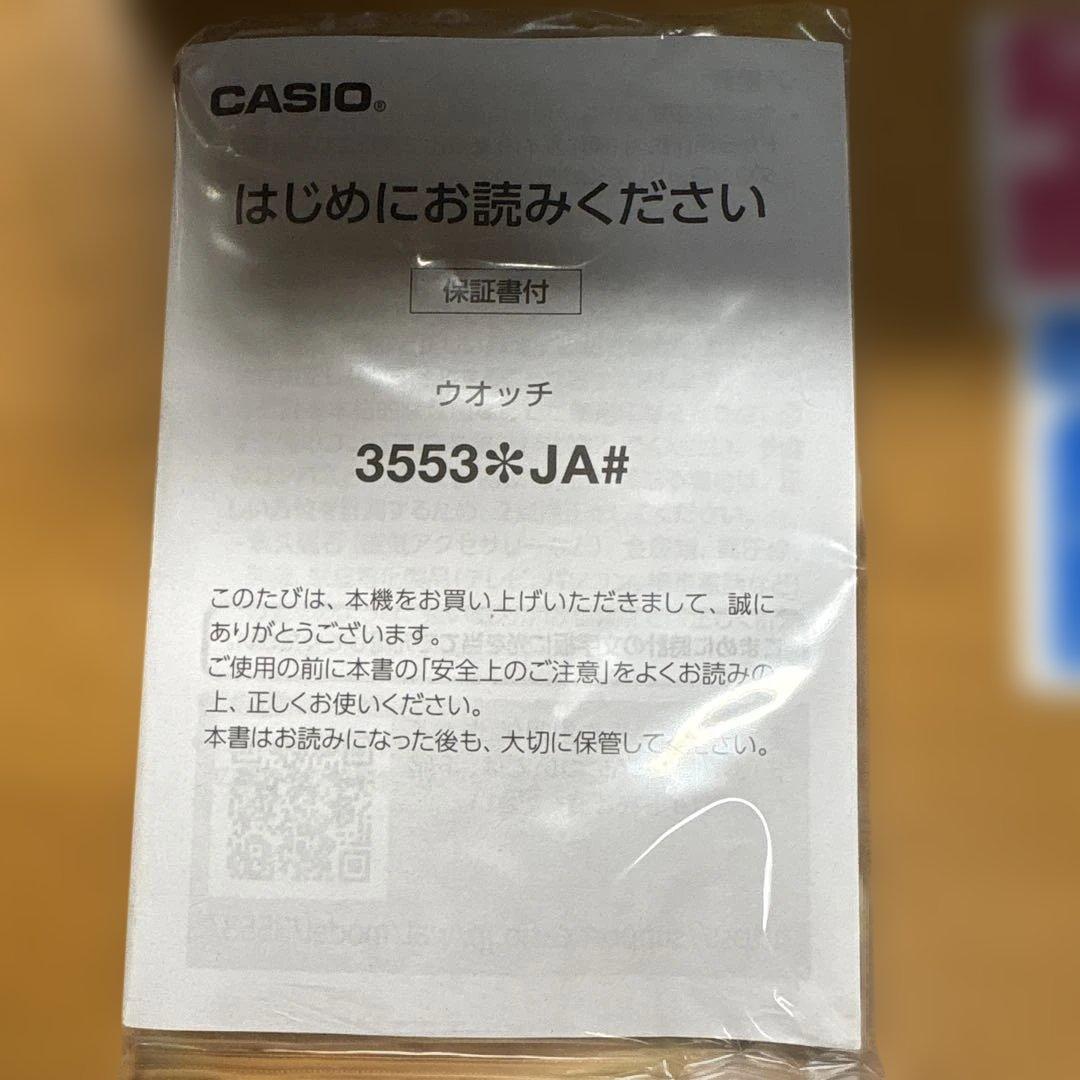 CASIO®
はじめにお読みください
保証書付
ウオッチ
3553✽JA#
このたびは、本機をお買い上げいただきまして、誠に
ありがとうございます。
ご使用の前に本書の「安全上のご注意」をよくお読みの
上、正しくお使いください。
本書はお読みになった後も、大切に保管してください。